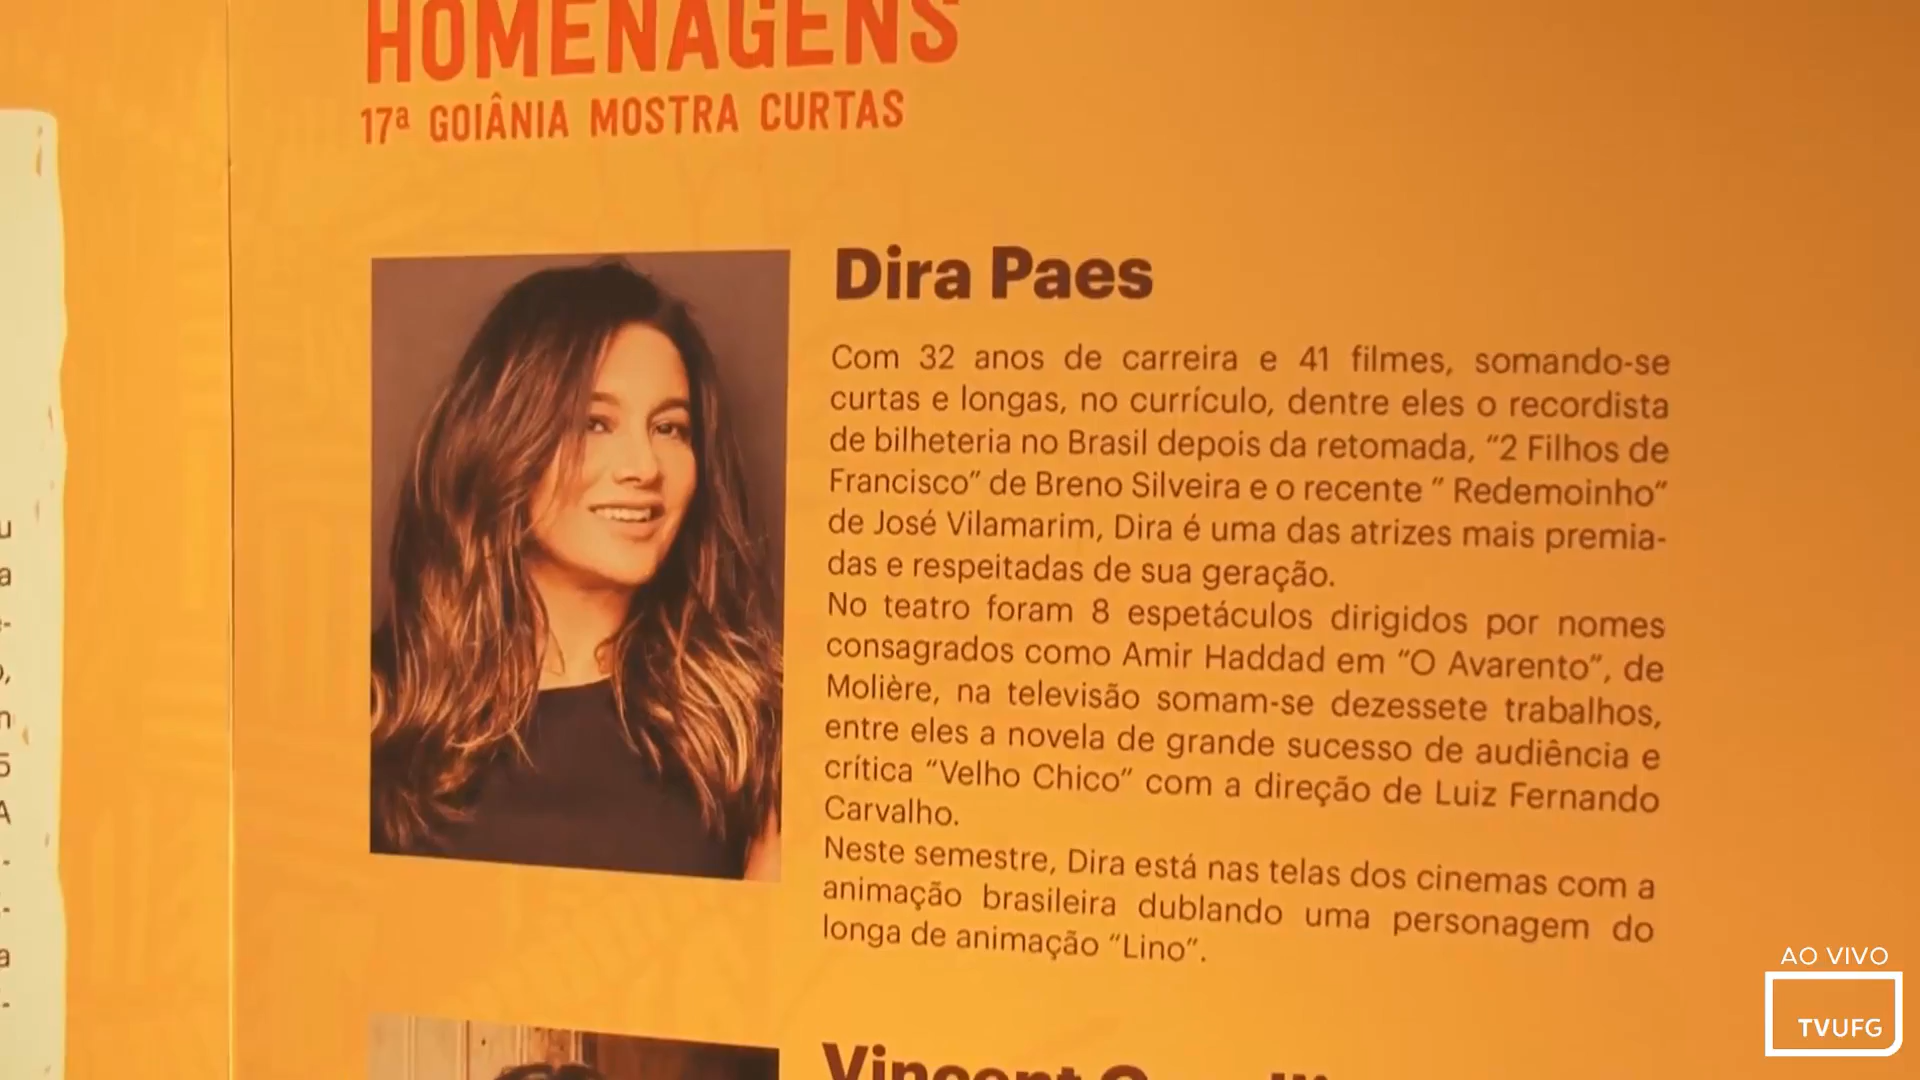 HOMENAGENS
17ª GOIÂNIA MOSTRA CURTAS
Dira Paes
Com 32 anos de carreira e 41 filmes, somando-se
curtas e longas, no currículo, dentre eles o recordista
de bilheteria no Brasil depois da retomada, “2 Filhos de
Francisco” de Breno Silveira e o recente ” Redemoinho”
de José Vilamarim, Dira é uma das atrizes mais premia-
das e respeitadas de sua geração.
No teatro foram 8 espetáculos dirigidos por nomes
consagrados como Amir Haddad em “O Avarento”, de
Molière, na televisão somam-se dezessete trabalhos,
entre eles a novela de grande sucesso de audiência e
crítica “Velho Chico” com a direção de Luiz Fernando
Carvalho.
Neste semestre, Dira está nas telas dos cinemas com a
animação brasileira dublando uma personagem do
longa de animação “Lino”.
Vincent
AO VIVO
TVUFG